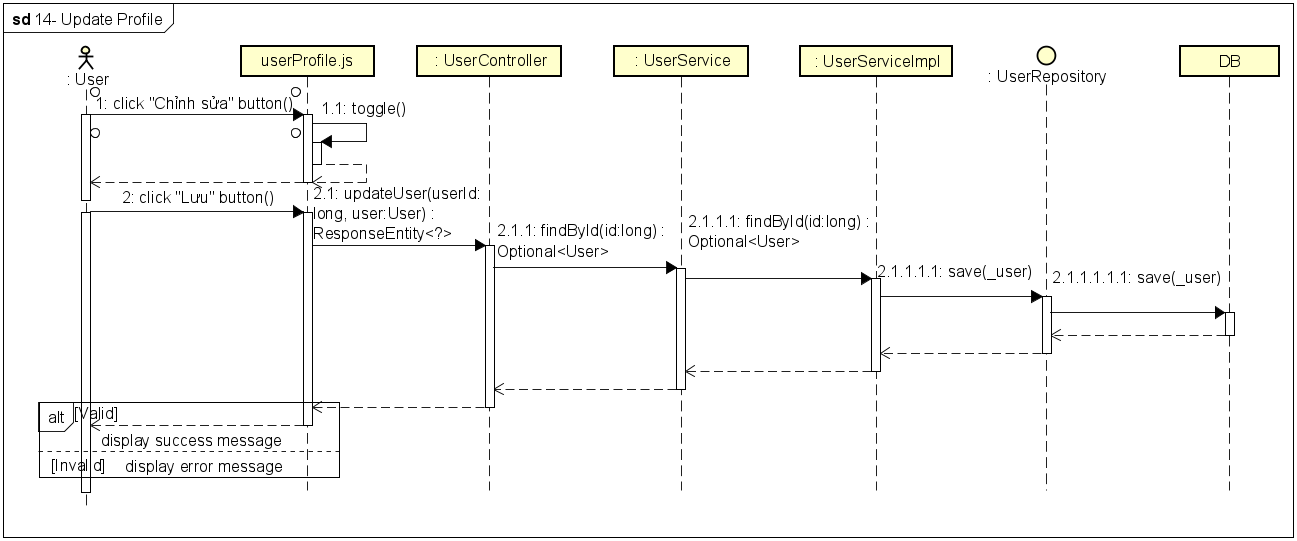 sd 14- Update Profile
: User
userProfile.js
: UserController
: UserService
: UserServiceImpl
: UserRepository
DB
1: click "Chỉnh sửa" button()
1.1: toggle()
2: click "Lưu" button()
2.1: updateUser(userId:
long, user:User) :
ResponseEntity<?>
2.1.1: findById(id:long) :
Optional<User>
2.1.1.1: findById(id:long) :
Optional<User>
2.1.1.1.1: save(_user)
2.1.1.1.1.1: save(_user)
alt
[Valid]
display success message
[Invalid]
display error message